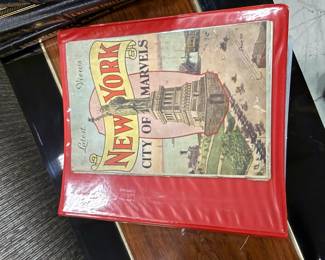 Latest Views
NEW YORK
CITY OF MARVELS